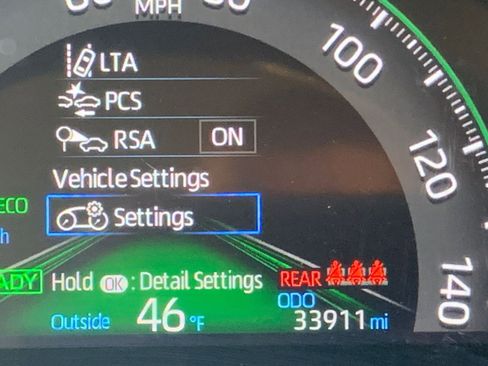 MPH
100
LTA
PCS
RSA ON
120
Vehicle Settings
ECO
Settings
h
Hold OK : Detail Settings
REAR
140
ODO
Outside 46 °F
33911 mi